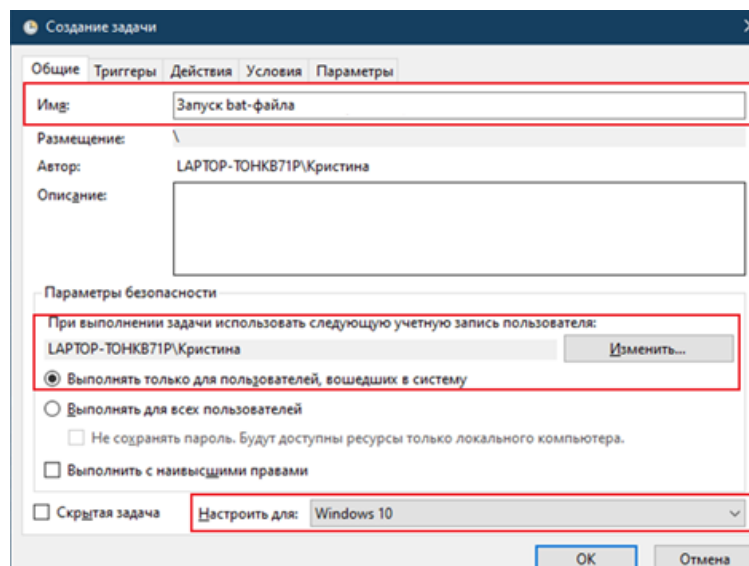 Создание задачи
Общие Триггеры Действия Условия Параметры
Имя: Запуск bat-файла
Размещение: \
Автор: LAPTOP-TOHKB71P\Кристина
Описание:
Параметры безопасности
При выполнении задачи использовать следующую учетную запись пользователя:
LAPTOP-TOHKB71P\Кристина Изменить...
Выполнять только для пользователей, вошедших в систему
Выполнять для всех пользователей
Не сохранять пароль. Будут доступны ресурсы только локального компьютера.
Выполнить с наивысшими правами
Скрытая задача Настроить для: Windows 10
OK Отмена